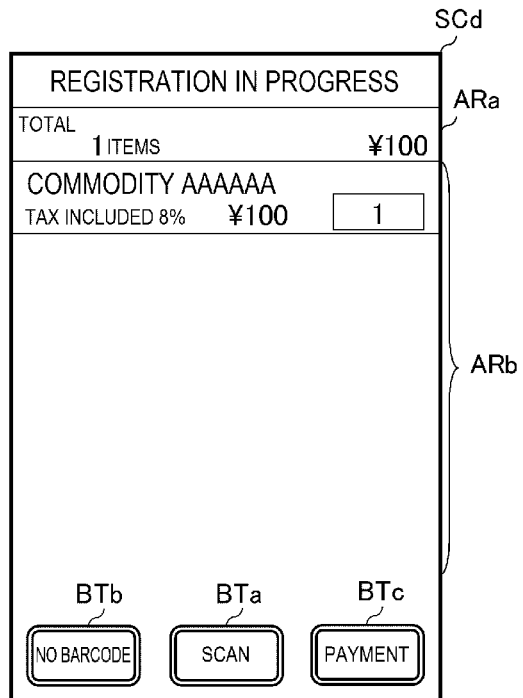 SCd
REGISTRATION IN PROGRESS
ARa
TOTAL
1 ITEMS ¥100
COMMODITY AAAAAA
TAX INCLUDED 8% ¥100 1
ARb
BTb BTa BTc
NO BARCODE SCAN PAYMENT